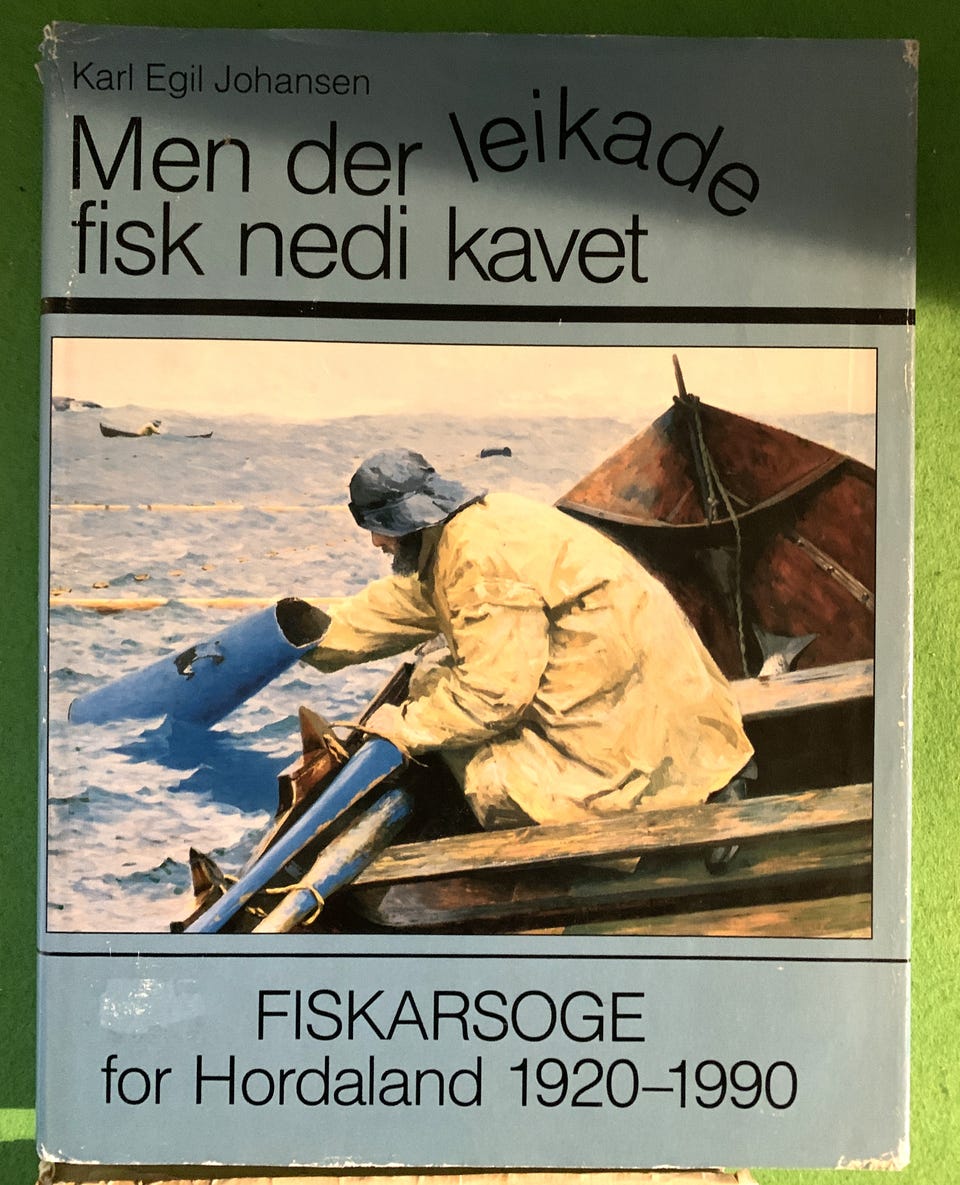 Karl Egil Johansen
Men der leikade
fisk nedi kavet
FISKARSOGE
for Hordaland 1920–1990